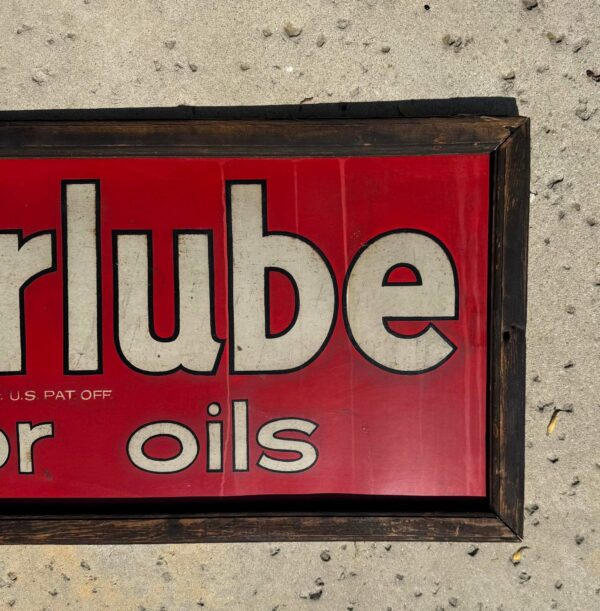 rlube
. U.S. PAT. OFF.
or oils